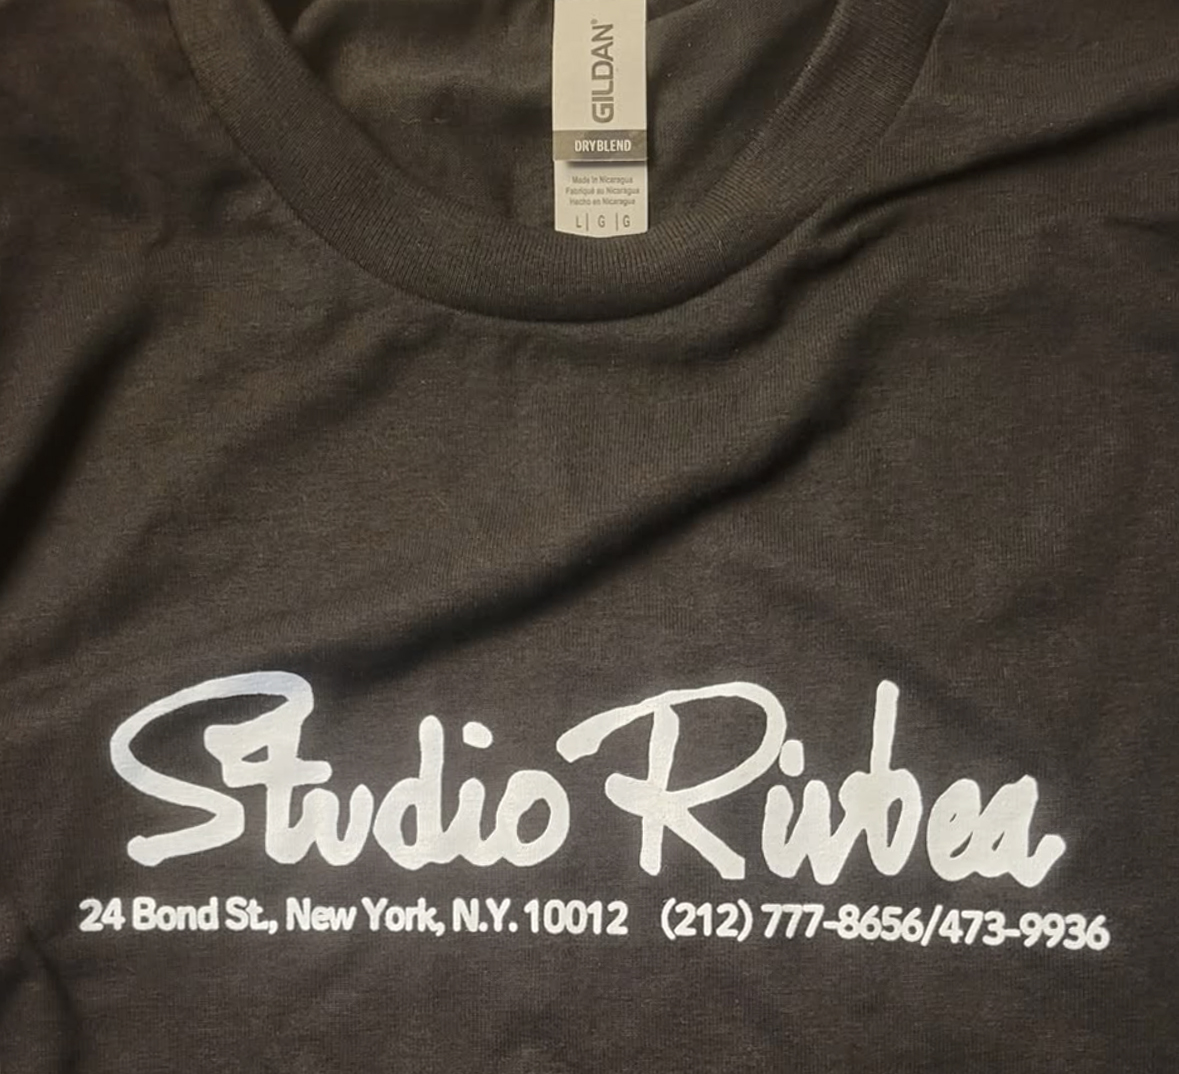 GILDAN®
DRYBLEND
Made in Nicaragua
Fabriqué au Nicaragua
Hecho en Nicaragua
L | G | G
Studio Rivbea
24 Bond St., New York, N.Y. 10012 (212) 777-8656/473-9936